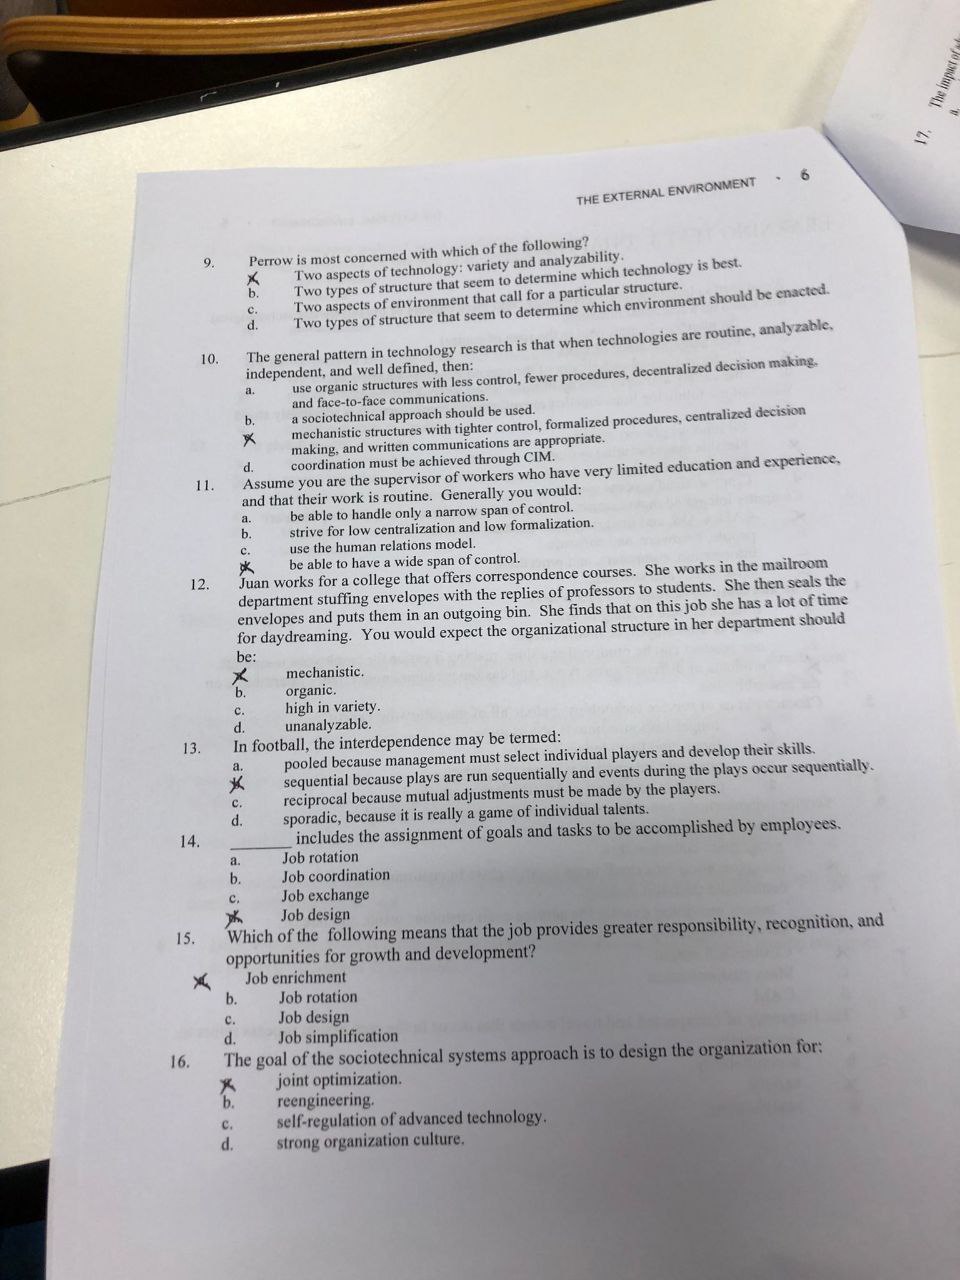 THE EXTERNAL ENVIRONMENT · 6
17. The impact of
a.
9. Perrow is most concerned with which of the following?
Two aspects of technology: variety and analyzability.
b. Two types of structure that seem to determine which technology is best.
c. Two aspects of environment that call for a particular structure.
d. Two types of structure that seem to determine which environment should be enacted.
10. The general pattern in technology research is that when technologies are routine, analyzable,
independent, and well defined, then:
a. use organic structures with less control, fewer procedures, decentralized decision making,
and face-to-face communications.
b. a sociotechnical approach should be used.
mechanistic structures with tighter control, formalized procedures, centralized decision
making, and written communications are appropriate.
d. coordination must be achieved through CIM.
11. Assume you are the supervisor of workers who have very limited education and experience,
and that their work is routine. Generally you would:
a. be able to handle only a narrow span of control.
b. strive for low centralization and low formalization.
c. use the human relations model.
be able to have a wide span of control.
12. Juan works for a college that offers correspondence courses. She works in the mailroom
department stuffing envelopes with the replies of professors to students. She then seals the
envelopes and puts them in an outgoing bin. She finds that on this job she has a lot of time
for daydreaming. You would expect the organizational structure in her department should
be:
mechanistic.
b. organic.
c. high in variety.
d. unanalyzable.
13. In football, the interdependence may be termed:
a. pooled because management must select individual players and develop their skills.
sequential because plays are run sequentially and events during the plays occur sequentially.
c. reciprocal because mutual adjustments must be made by the players.
d. sporadic, because it is really a game of individual talents.
14. ________ includes the assignment of goals and tasks to be accomplished by employees.
a. Job rotation
b. Job coordination
c. Job exchange
Job design
15. Which of the following means that the job provides greater responsibility, recognition, and
opportunities for growth and development?
Job enrichment
b. Job rotation
c. Job design
d. Job simplification
16. The goal of the sociotechnical systems approach is to design the organization for:
joint optimization.
b. reengineering.
c. self-regulation of advanced technology.
d. strong organization culture.